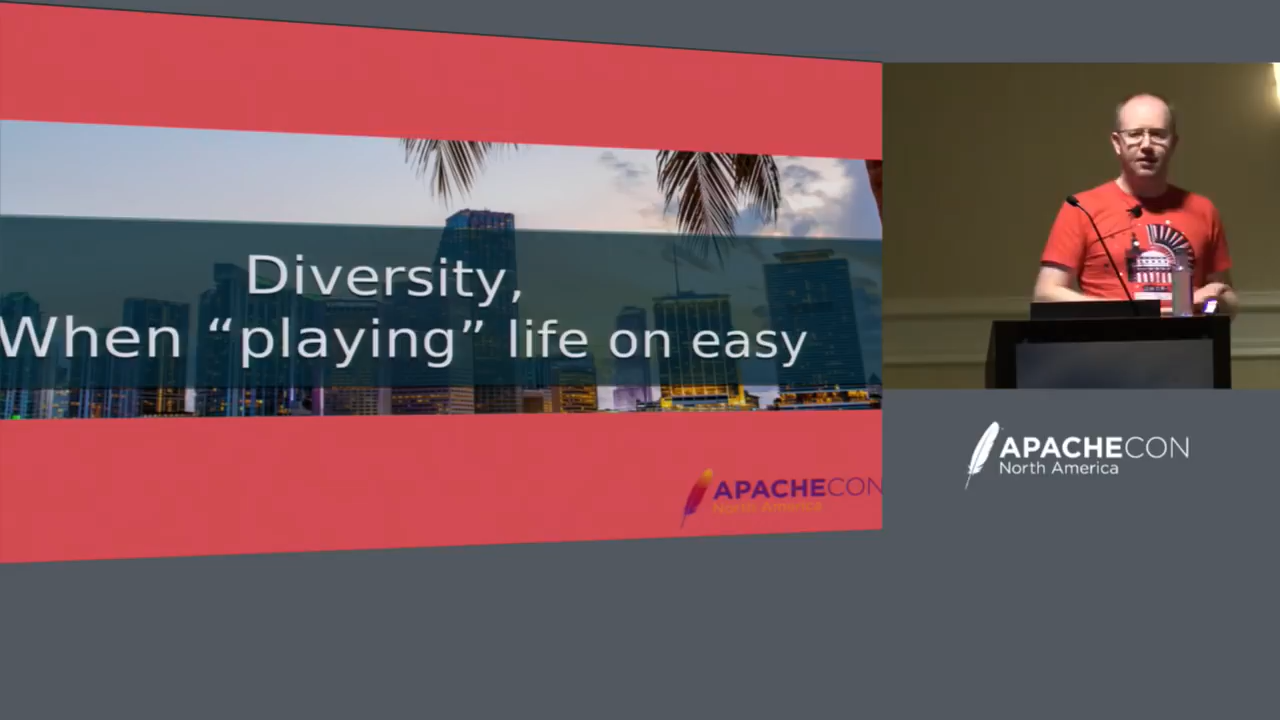 Diversity,
When “playing” life on easy
APACHECON
North America
APACHECON
North America